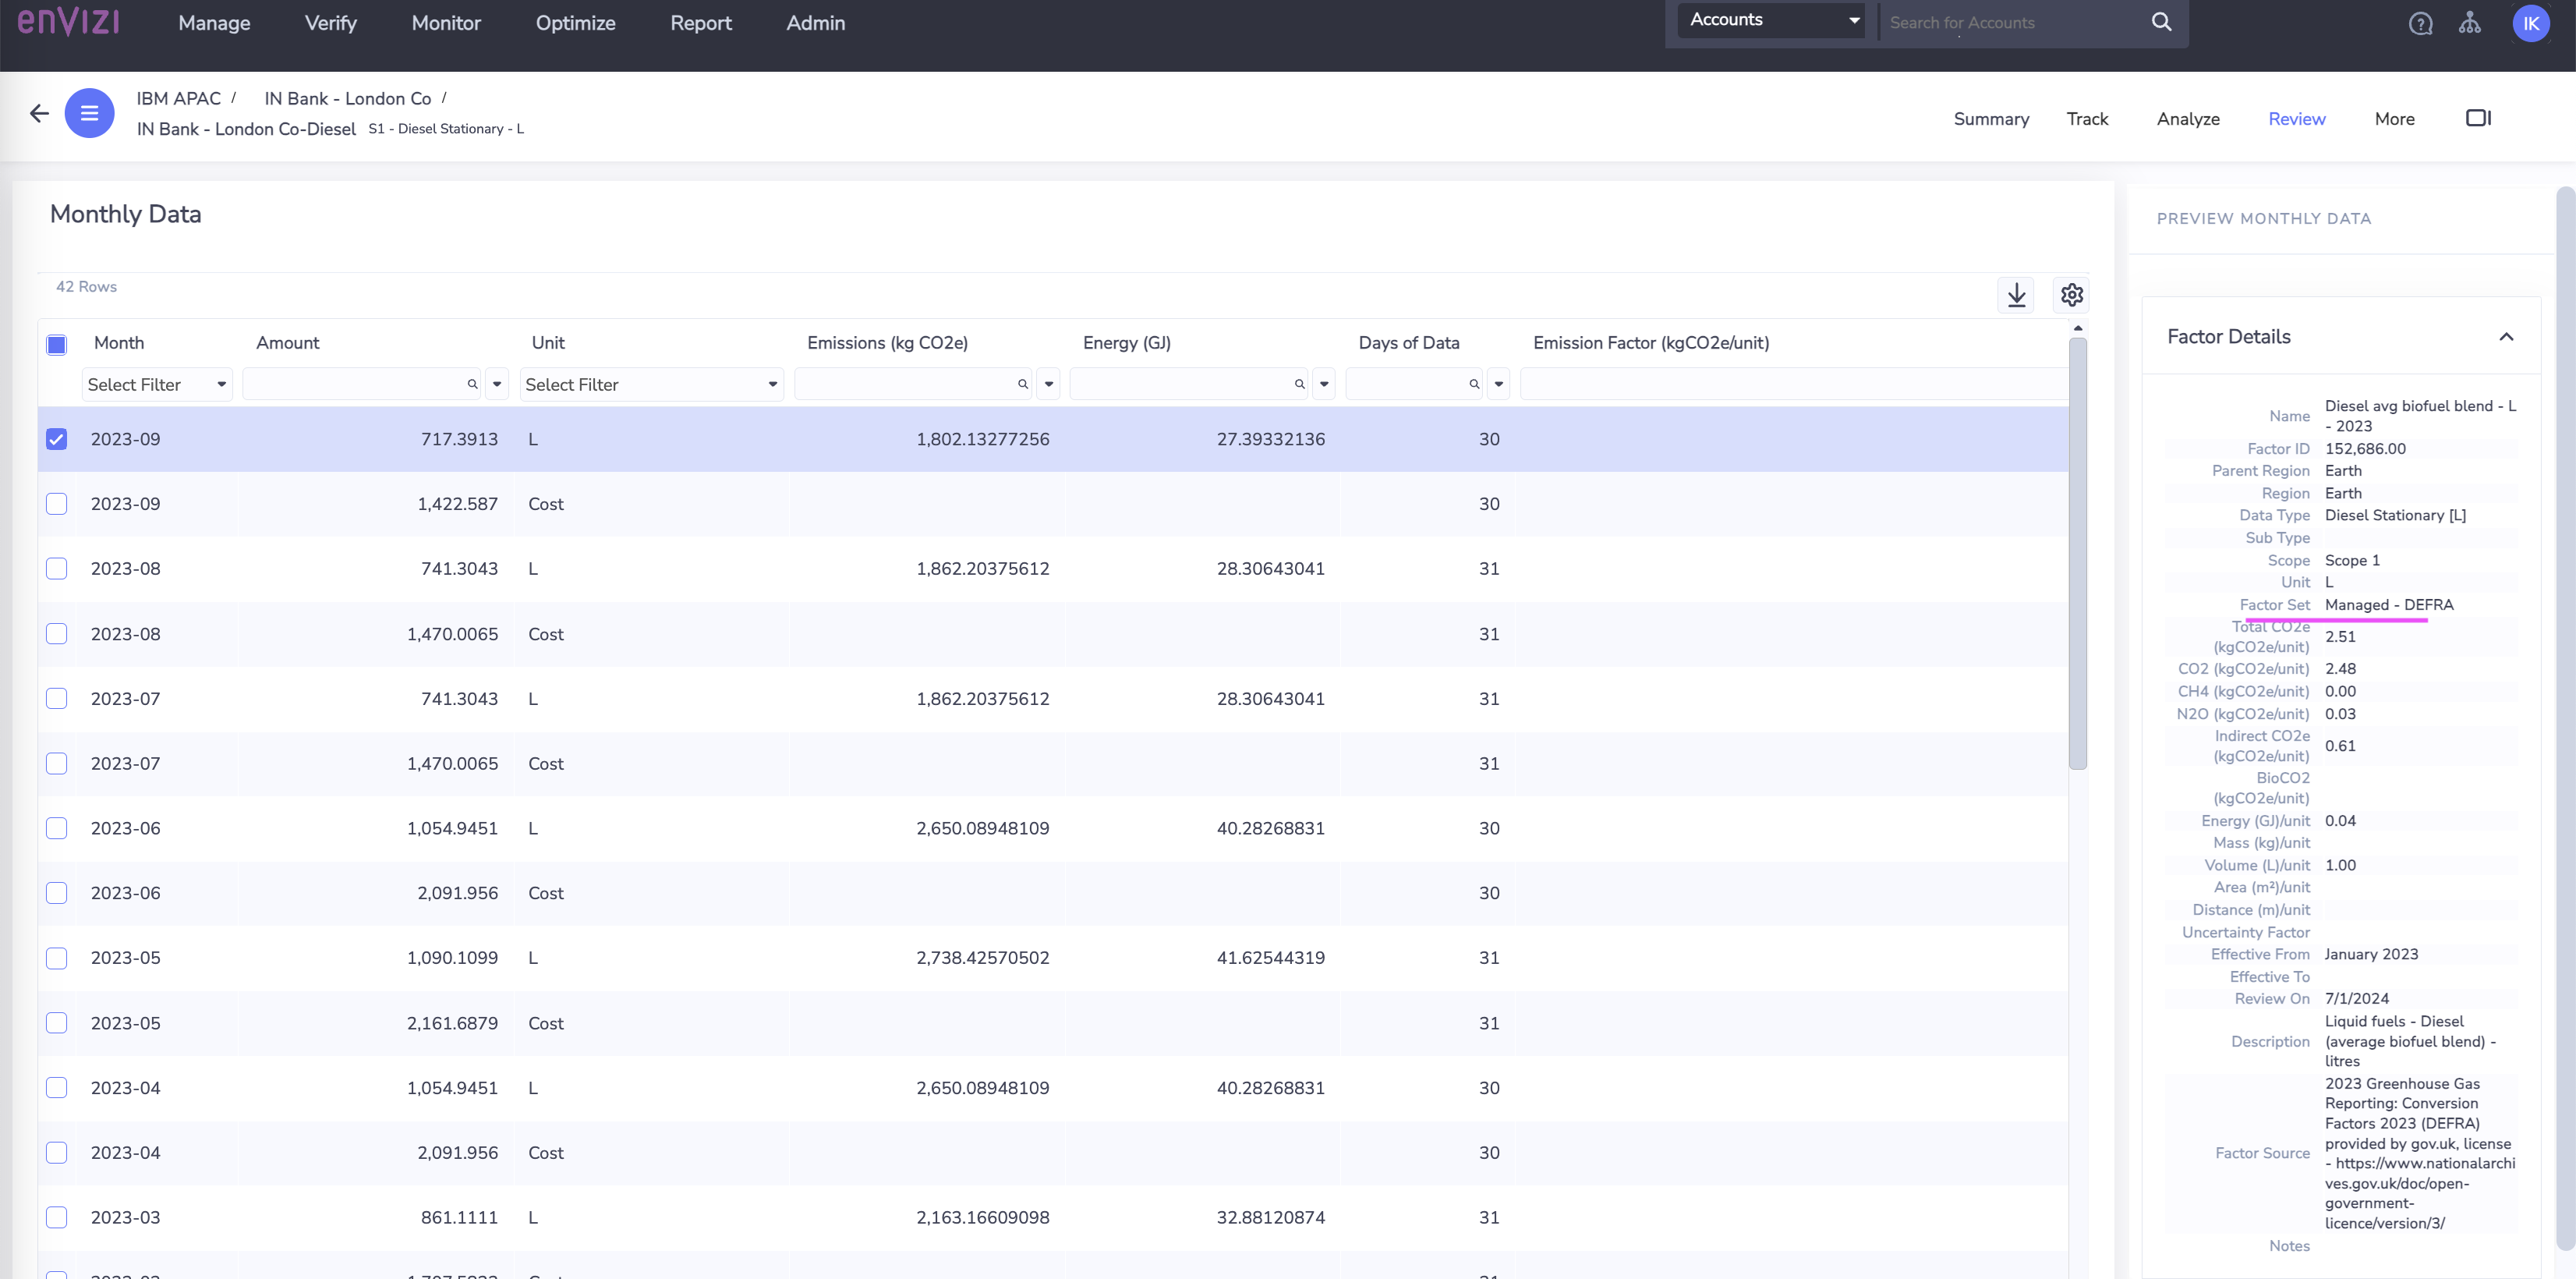 enVIZI Manage Verify Monitor Optimize Report Admin Accounts Search for Accounts IK
IBM APAC / IN Bank - London Co /
IN Bank - London Co-Diesel S1 - Diesel Stationary - L
Summary Track Analyze Review More
Monthly Data
42 Rows
Month Amount Unit Emissions (kg CO2e) Energy (GJ) Days of Data Emission Factor (kgCO2e/unit)
Select Filter Select Filter
2023-09 717.3913 L 1,802.13277256 27.39332136 30
2023-09 1,422.587 Cost 30
2023-08 741.3043 L 1,862.20375612 28.30643041 31
2023-08 1,470.0065 Cost 31
2023-07 741.3043 L 1,862.20375612 28.30643041 31
2023-07 1,470.0065 Cost 31
2023-06 1,054.9451 L 2,650.08948109 40.28268831 30
2023-06 2,091.956 Cost 30
2023-05 1,090.1099 L 2,738.42570502 41.62544319 31
2023-05 2,161.6879 Cost 31
2023-04 1,054.9451 L 2,650.08948109 40.28268831 30
2023-04 2,091.956 Cost 30
2023-03 861.1111 L 2,163.16609098 32.88120874 31
PREVIEW MONTHLY DATA
Factor Details
Name Diesel avg biofuel blend - L
- 2023
Factor ID 152,686.00
Parent Region Earth
Region Earth
Data Type Diesel Stationary [L]
Sub Type
Scope Scope 1
Unit L
Factor Set Managed - DEFRA
Total CO2e
(kgCO2e/unit) 2.51
CO2 (kgCO2e/unit) 2.48
CH4 (kgCO2e/unit) 0.00
N2O (kgCO2e/unit) 0.03
Indirect CO2e
(kgCO2e/unit) 0.61
BioCO2
(kgCO2e/unit)
Energy (GJ)/unit 0.04
Mass (kg)/unit
Volume (L)/unit 1.00
Area (m²)/unit
Distance (m)/unit
Uncertainty Factor
Effective From January 2023
Effective To
Review On 7/1/2024
Description Liquid fuels - Diesel
(average biofuel blend) -
litres
Factor Source 2023 Greenhouse Gas
Reporting: Conversion
Factors 2023 (DEFRA)
provided by gov.uk, license
- https://www.nationalarchi
ves.gov.uk/doc/open-
government-
licence/version/3/
Notes